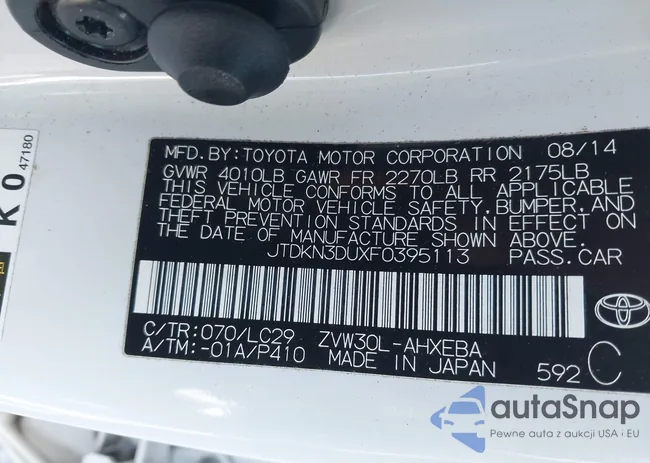 MFD.BY:TOYOTA MOTOR CORPORATION 08/14
GVWR 4010LB GAWR FR 2270LB RR 2175LB
THIS VEHICLE CONFORMS TO ALL APPLICABLE
FEDERAL MOTOR VEHICLE SAFETY,BUMPER,AND
THEFT PREVENTION STANDARDS IN EFFECT ON
THE DATE OF MANUFACTURE SHOWN ABOVE.
JTDKN3DUXF0395113 PASS.CAR
C/TR:070/LC29 ZVW30L-AHXEBA
A/TM:-01A/P410 MADE IN JAPAN 592 C
K0
47180
autaSnap
Pewne auta z aukcji USA i EU